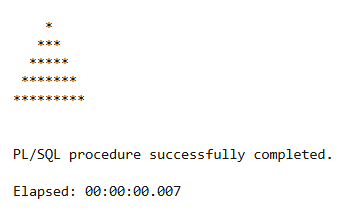 *
   ***
  *****
 *******
*********
PL/SQL procedure successfully completed.
Elapsed: 00:00:00.007